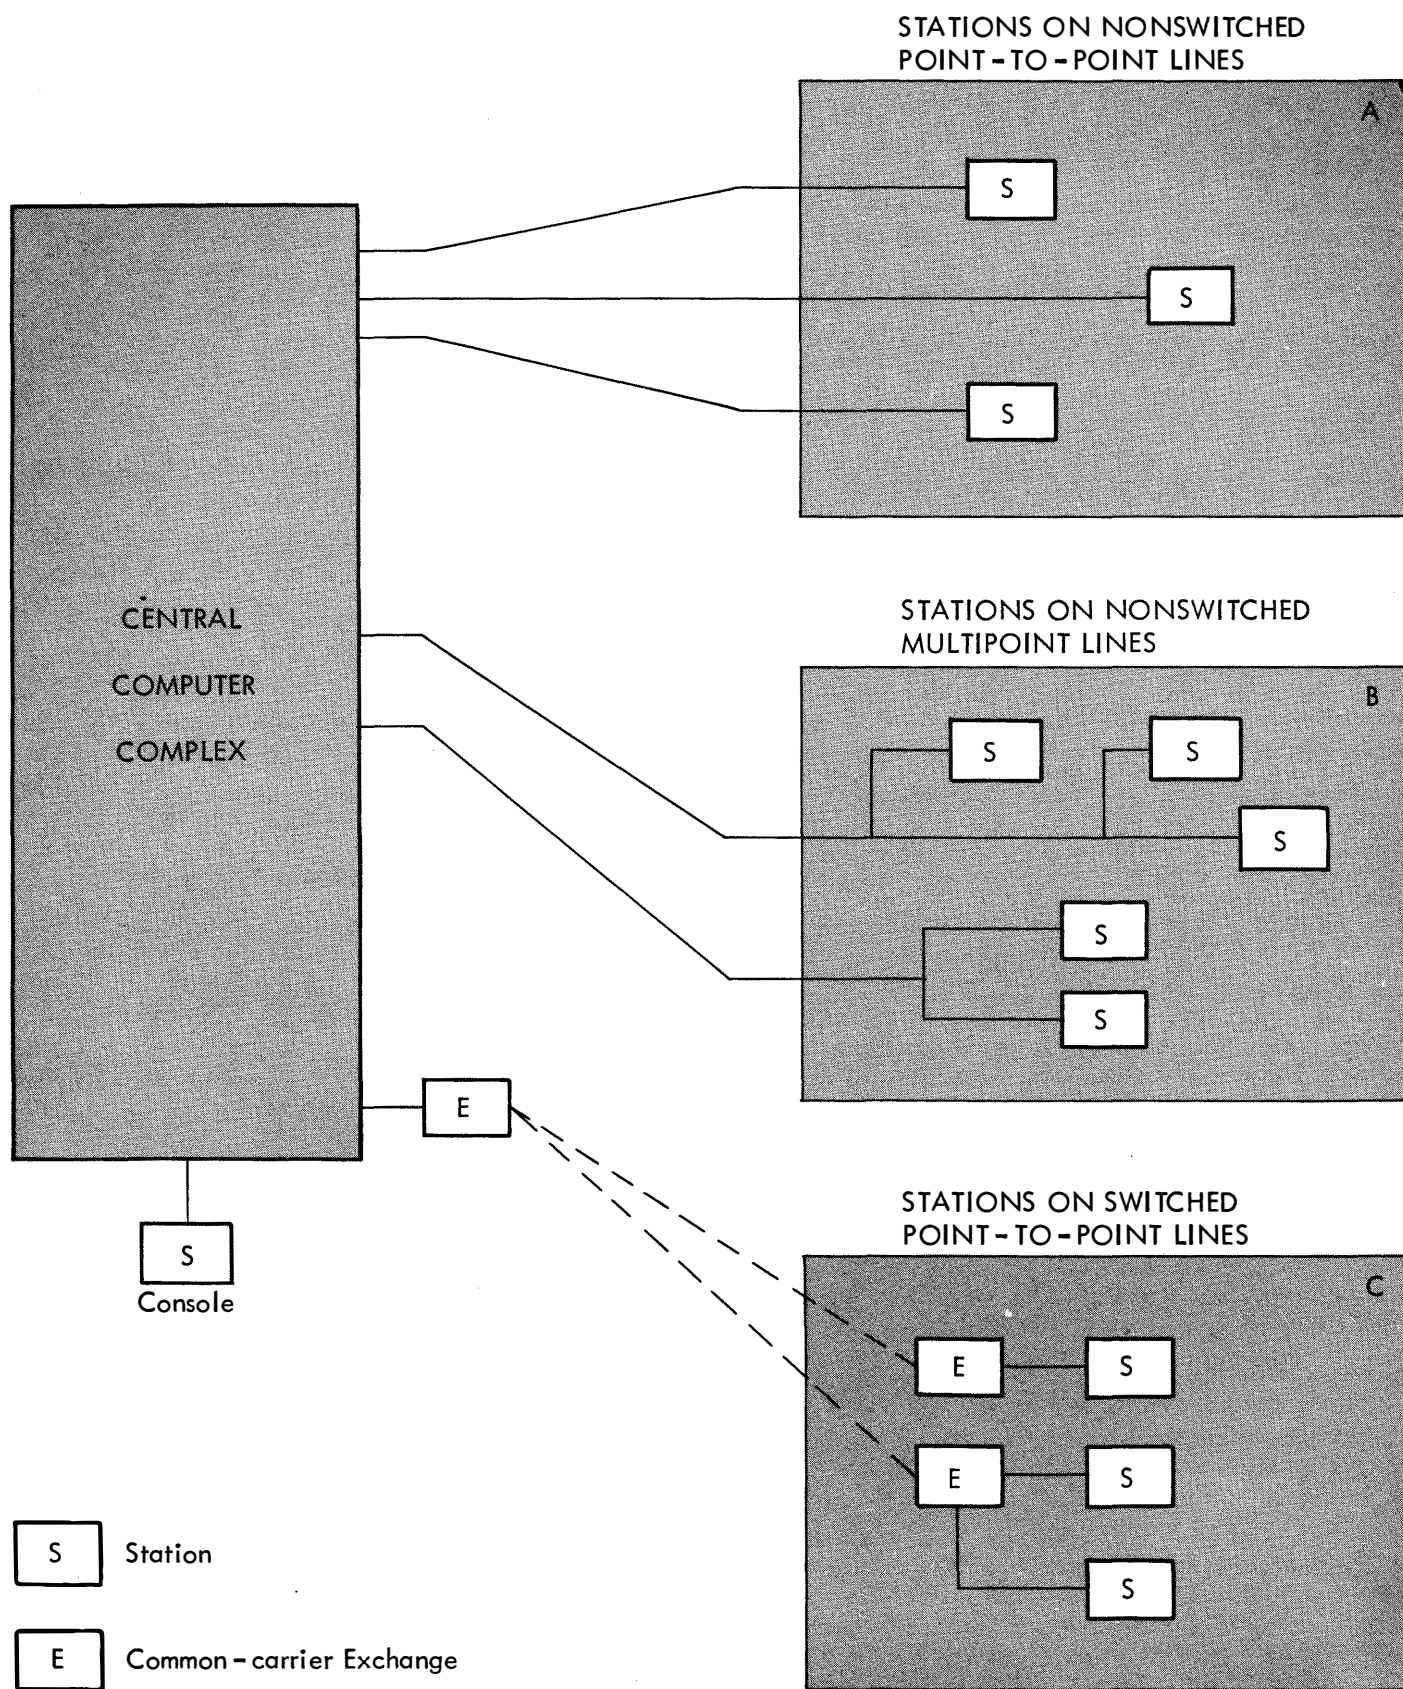 STATIONS ON NONSWITCHED
POINT-TO-POINT LINES
A
S
S
S
CENTRAL
COMPUTER
COMPLEX
STATIONS ON NONSWITCHED
MULTIPOINT LINES
B
S
S
S
S
S
E
S
Console
STATIONS ON SWITCHED
POINT-TO-POINT LINES
C
E
S
E
S
S
S
Station
E
Common-carrier Exchange